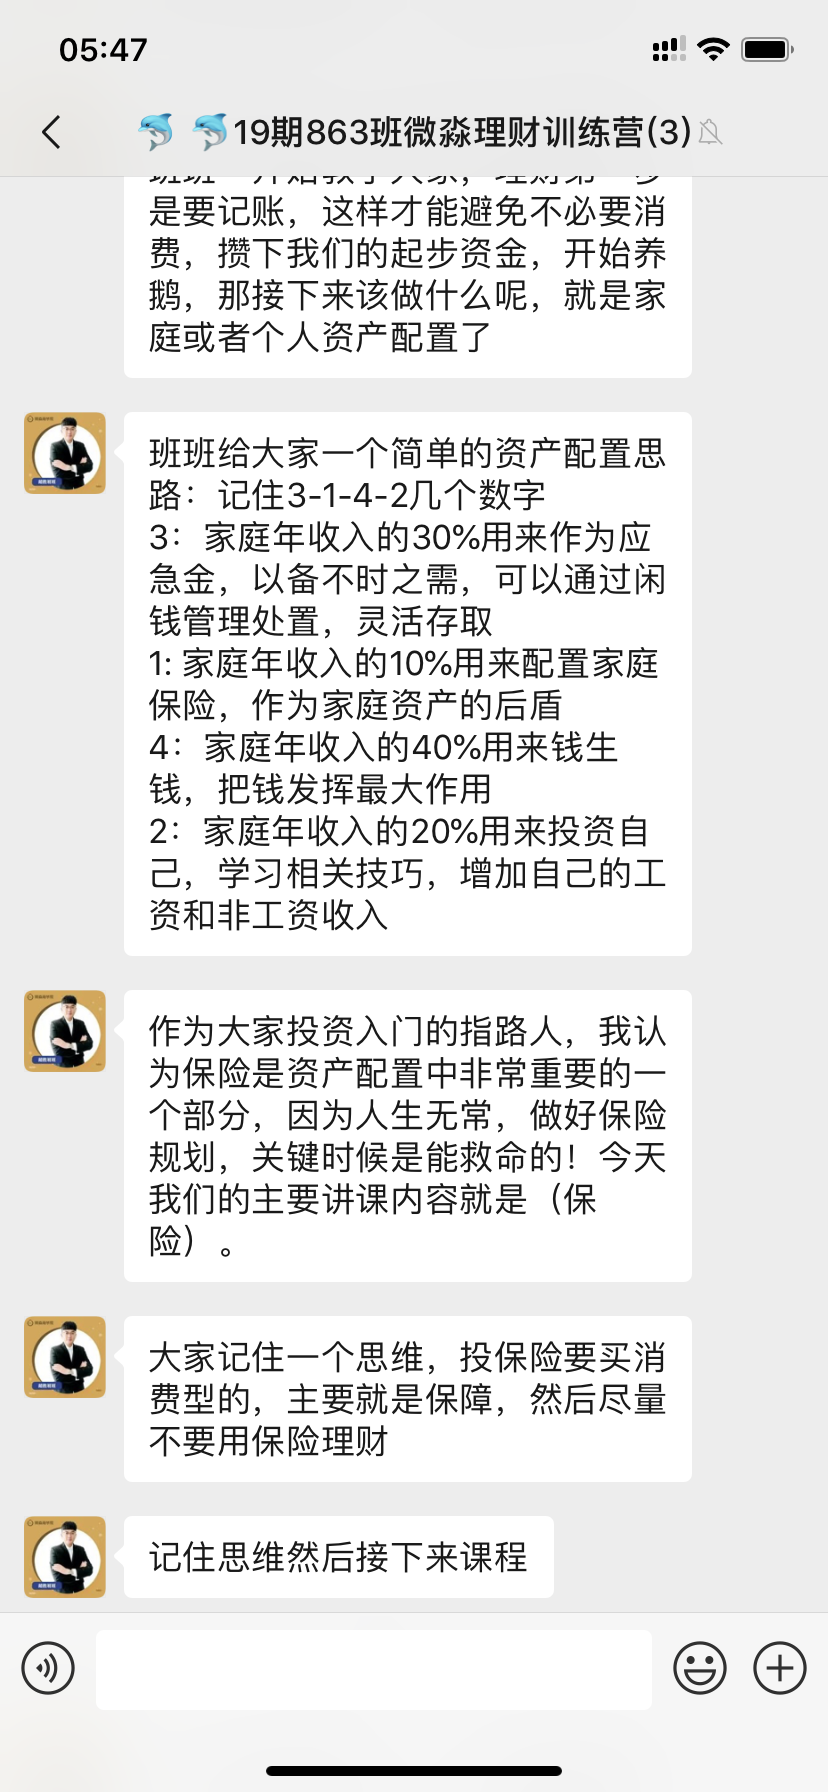 05:47
19期863班微淼理财训练营(3)
班班一开始教了大家，理财第一步
是要记账，这样才能避免不必要消
费，攒下我们的起步资金，开始养
鹅，那接下来该做什么呢，就是家
庭或者个人资产配置了
班班给大家一个简单的资产配置思
路：记住3-1-4-2几个数字
3：家庭年收入的30%用来作为应
急金，以备不时之需，可以通过闲
钱管理处置，灵活存取
1: 家庭年收入的10%用来配置家庭
保险，作为家庭资产的后盾
4：家庭年收入的40%用来钱生
钱，把钱发挥最大作用
2：家庭年收入的20%用来投资自
己，学习相关技巧，增加自己的工
资和非工资收入
作为大家投资入门的指路人，我认
为保险是资产配置中非常重要的一
个部分，因为人生无常，做好保险
规划，关键时候是能救命的！今天
我们的主要讲课内容就是（保
险）。
大家记住一个思维，投保险要买消
费型的，主要就是保障，然后尽量
不要用保险理财
记住思维然后接下来课程